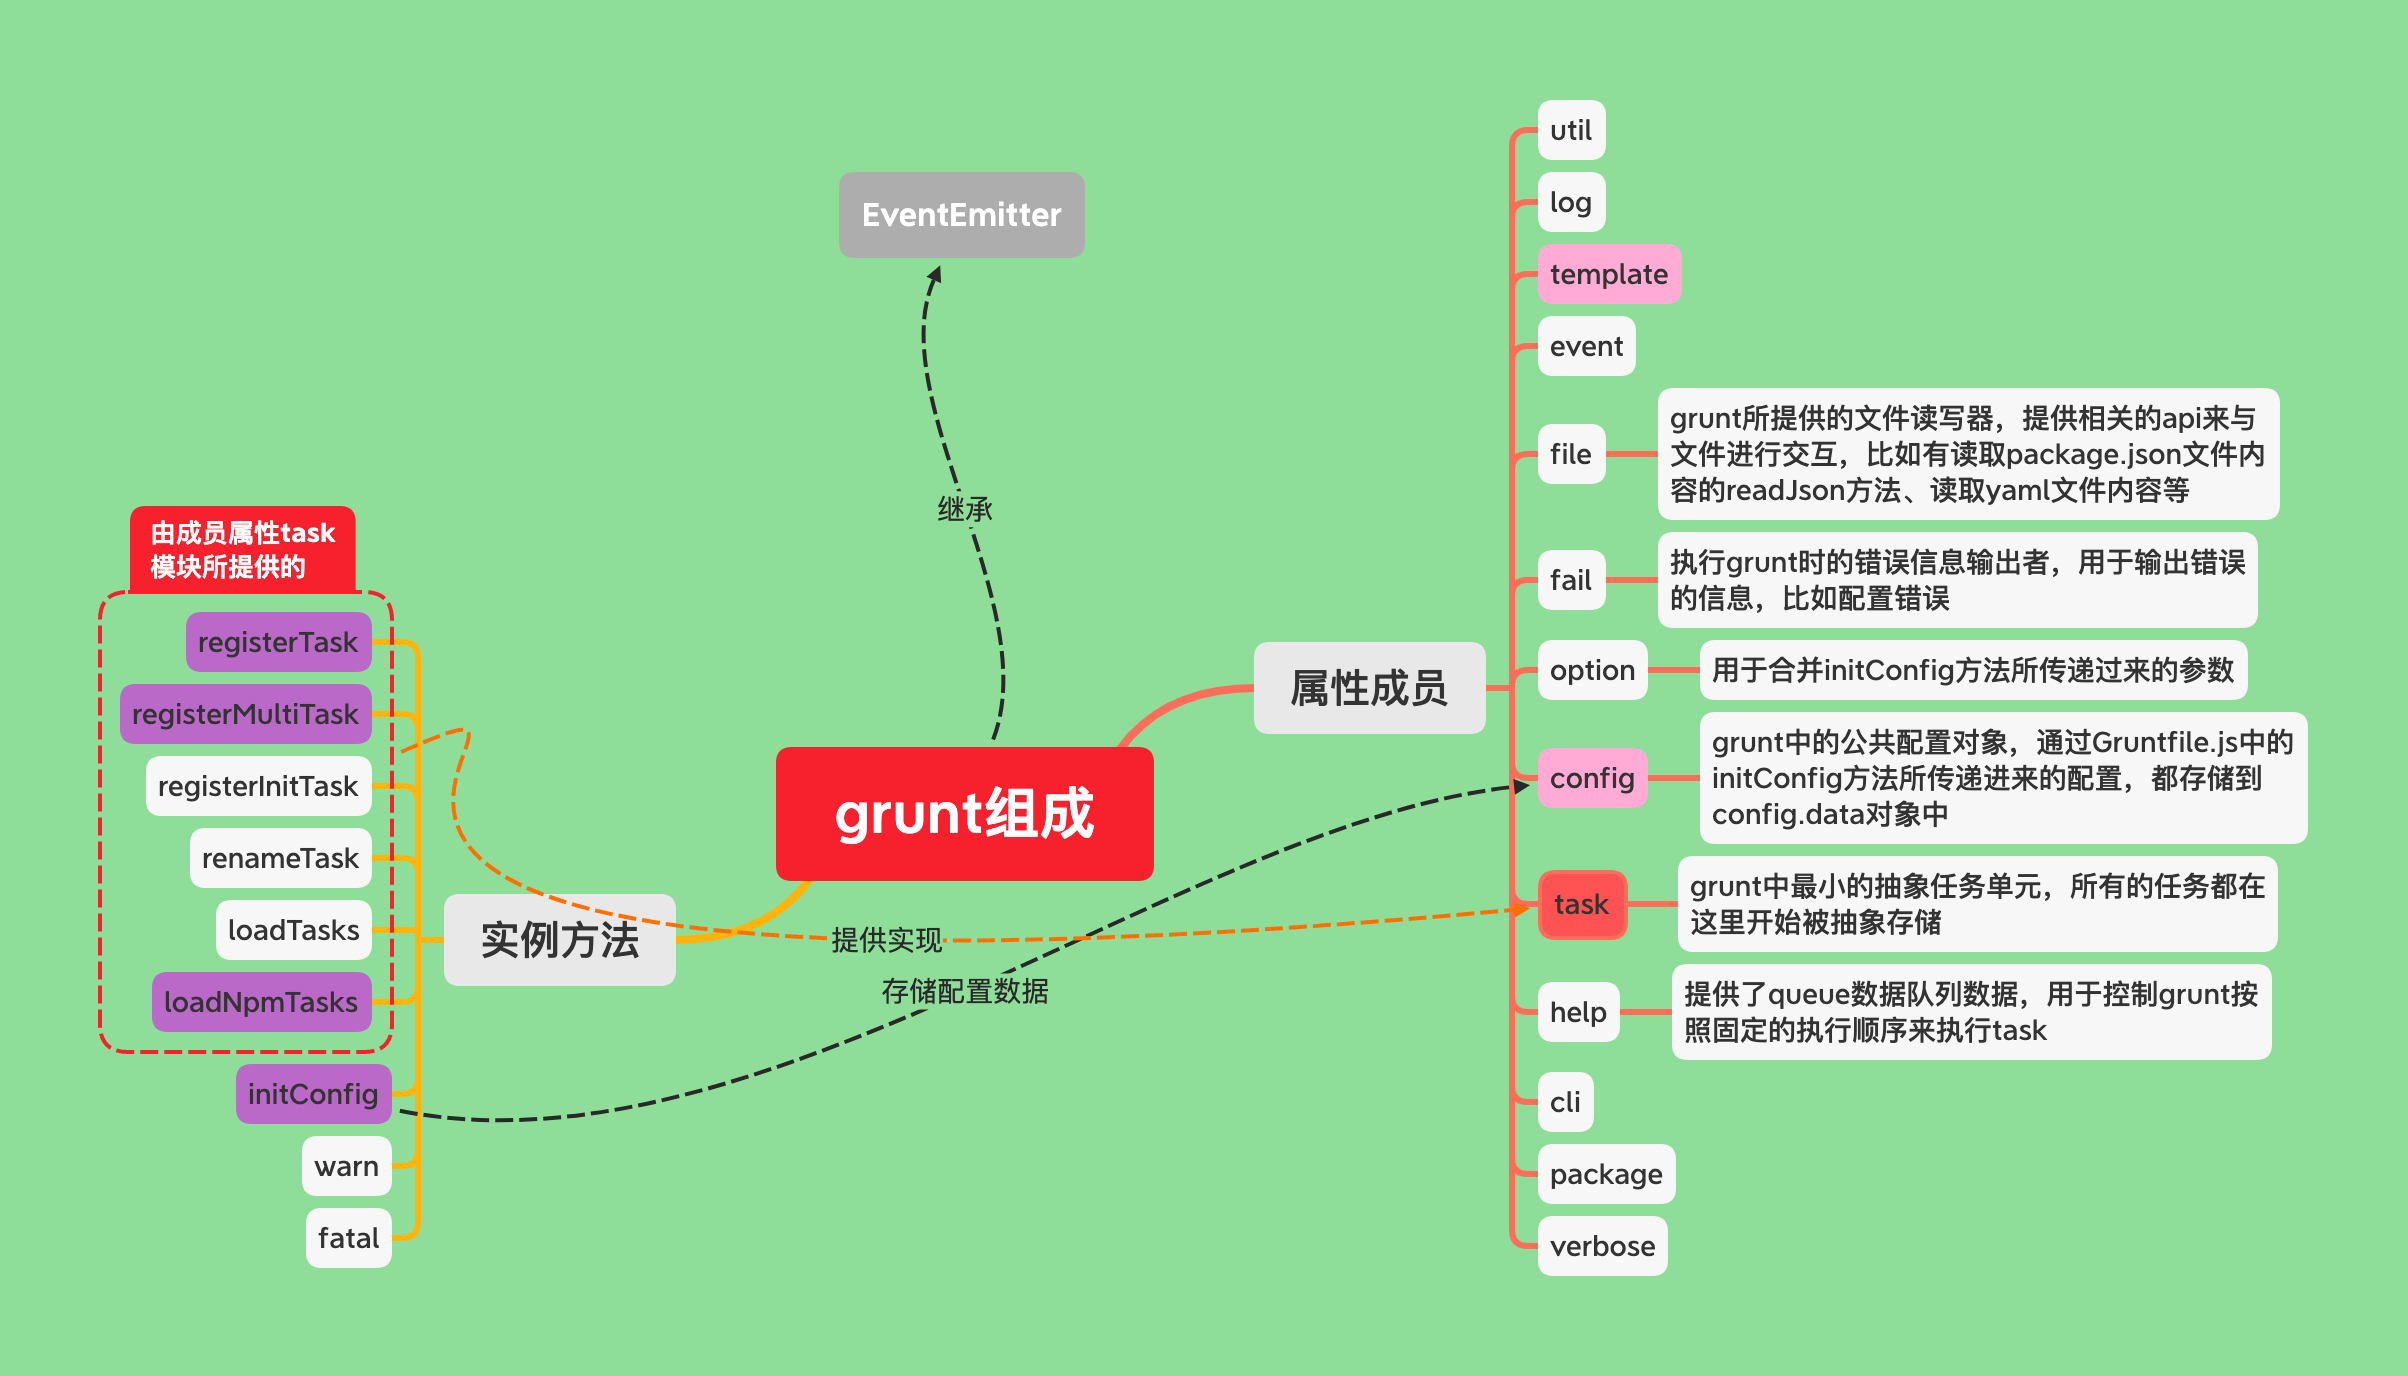 EventEmitter
继承
grunt组成
属性成员
util
log
template
event
file
grunt所提供的文件读写器，提供相关的api来与
文件进行交互，比如有读取package.json文件内
容的readJson方法、读取yaml文件内容等
fail
执行grunt时的错误信息输出者，用于输出错误
的信息，比如配置错误
option
用于合并initConfig方法所传递过来的参数
config
grunt中的公共配置对象，通过Gruntfile.js中的
initConfig方法所传递进来的配置，都存储到
config.data对象中
task
grunt中最小的抽象任务单元，所有的任务都在
这里开始被抽象存储
help
提供了queue数据队列数据，用于控制grunt按
照固定的执行顺序来执行task
cli
package
verbose
实例方法
由成员属性task
模块所提供的
registerTask
registerMultiTask
registerInitTask
renameTask
loadTasks
loadNpmTasks
initConfig
warn
fatal
提供实现
存储配置数据